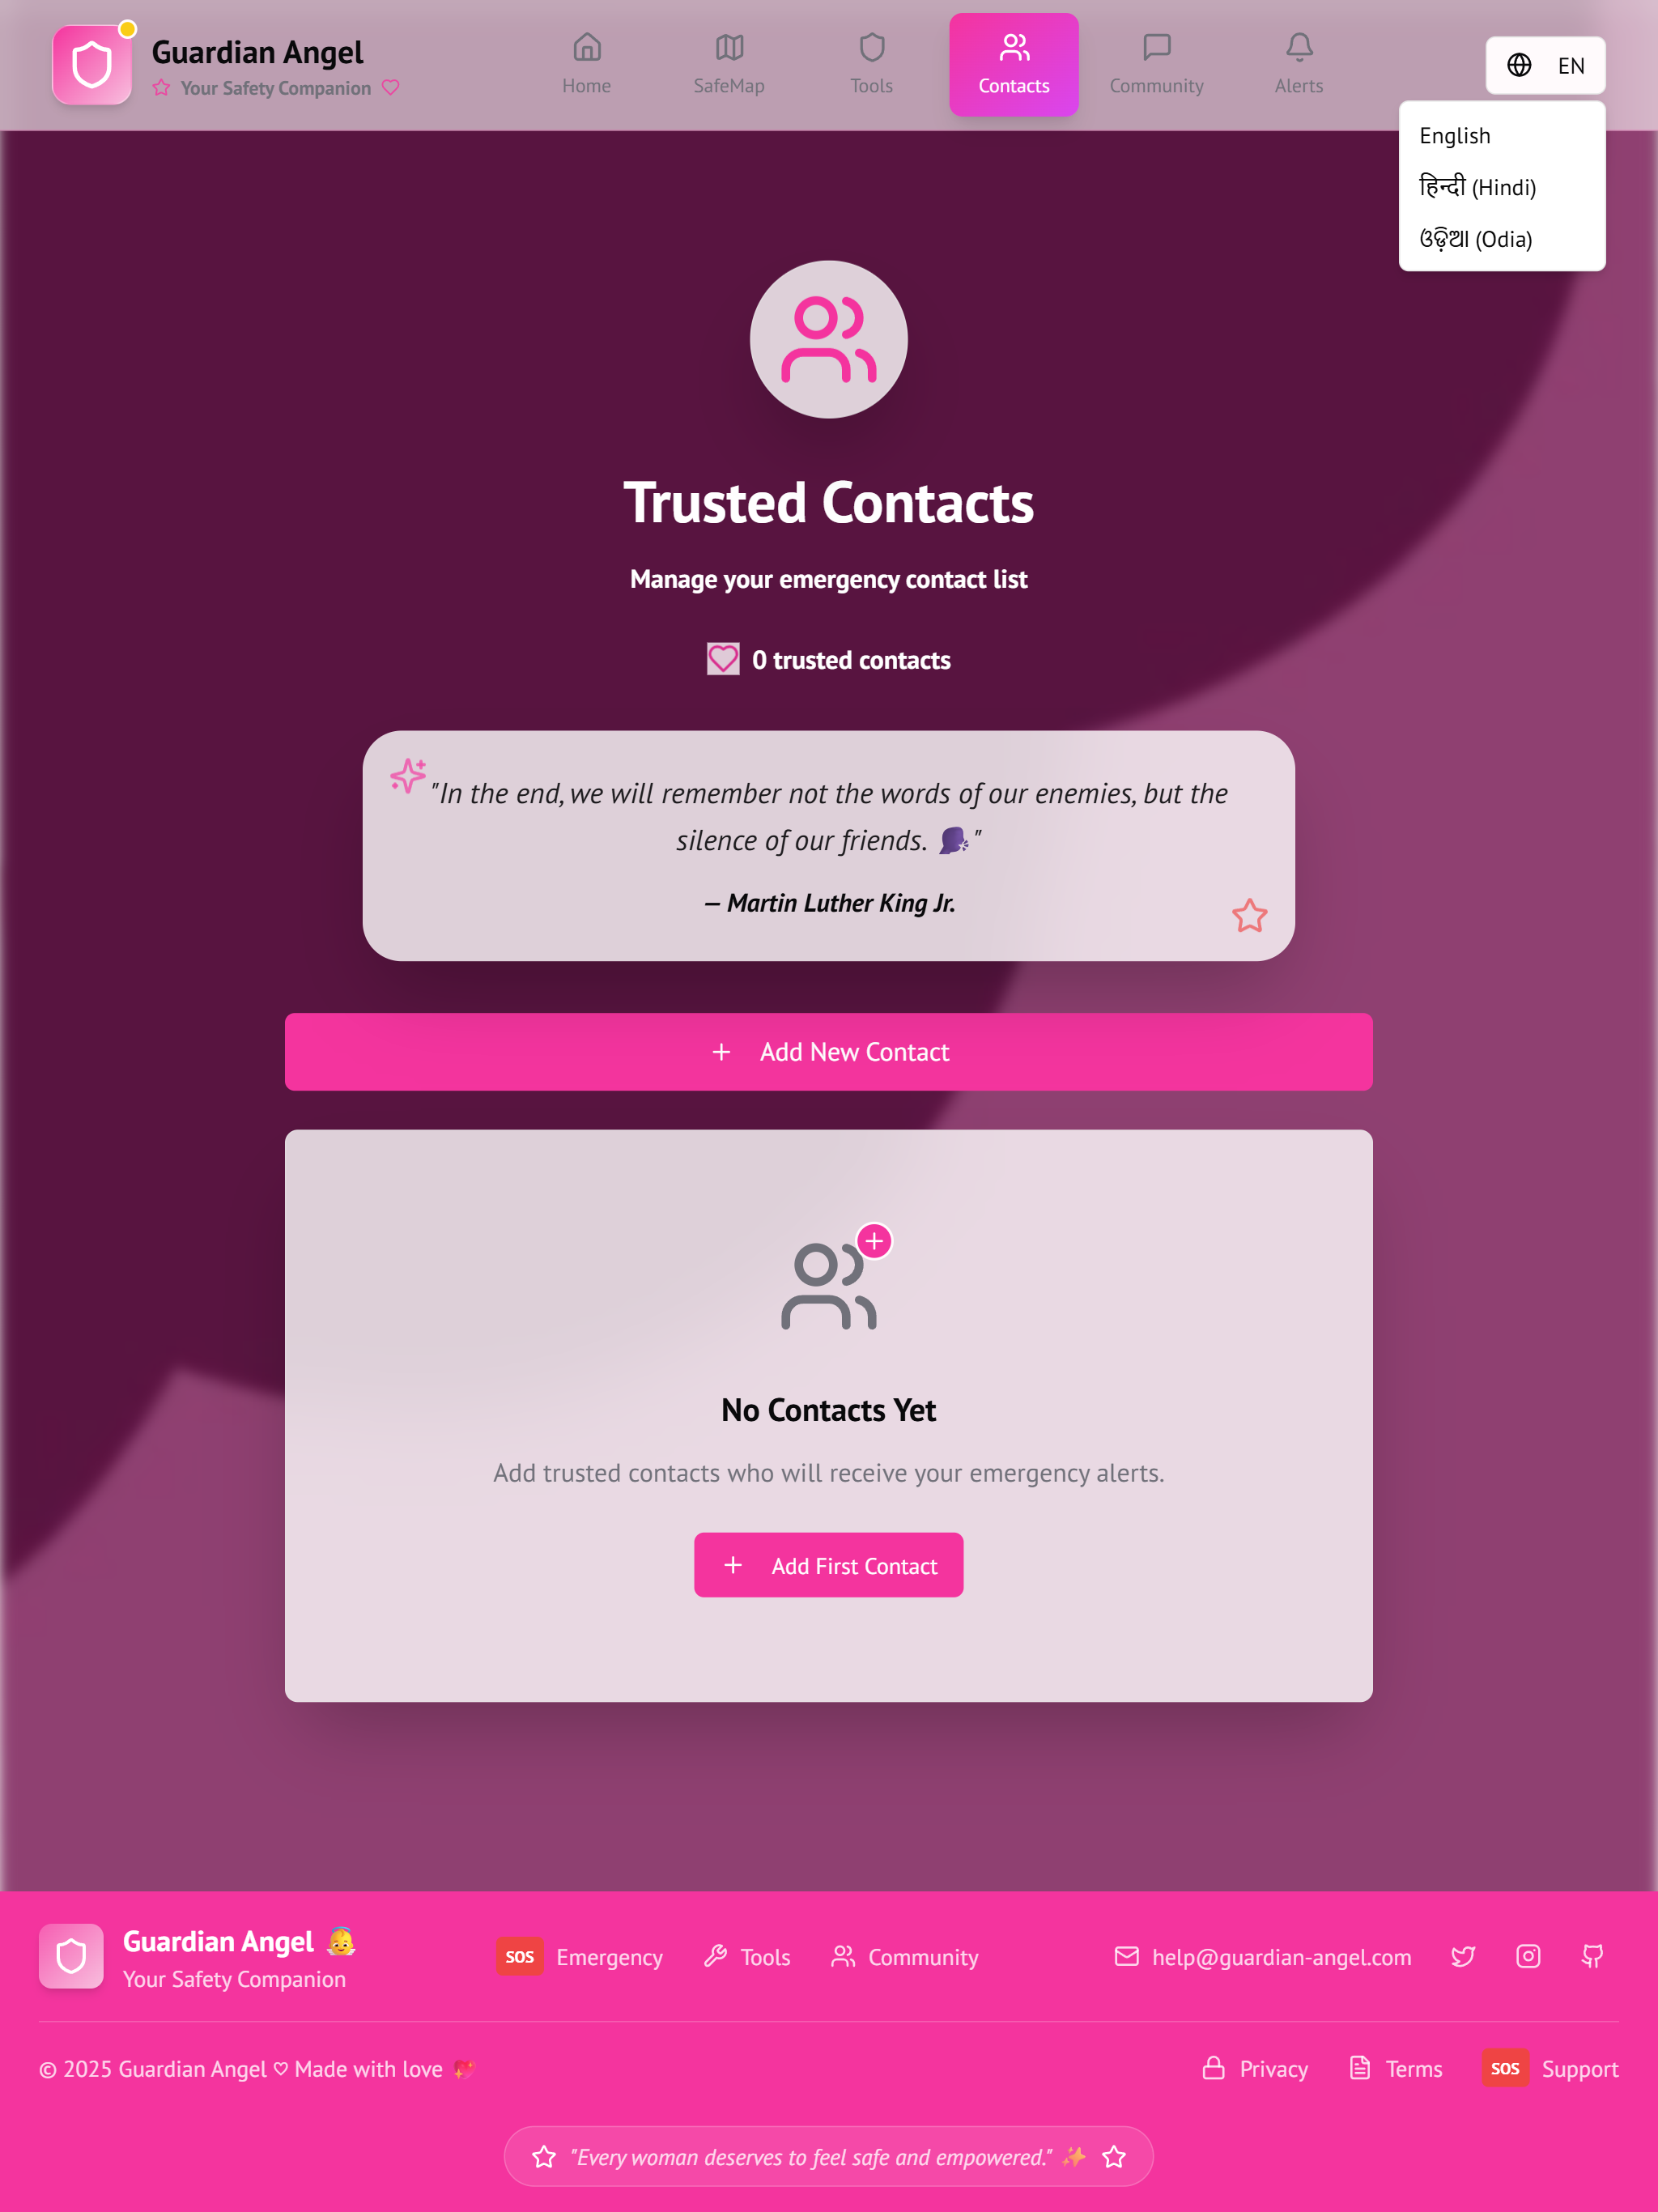 Guardian Angel
Your Safety Companion
Home
SafeMap
Tools
Contacts
Community
Alerts
EN
English
हिन्दी (Hindi)
ଓଡ଼ିଆ (Odia)
Trusted Contacts
Manage your emergency contact list
0 trusted contacts
"In the end, we will remember not the words of our enemies, but the
silence of our friends. 🗣️"
— Martin Luther King Jr.
Add New Contact
No Contacts Yet
Add trusted contacts who will receive your emergency alerts.
Add First Contact
Guardian Angel 👼
Your Safety Companion
SOS Emergency
Tools
Community
help@guardian-angel.com
© 2025 Guardian Angel ♡ Made with love 💖
Privacy
Terms
SOS Support
"Every woman deserves to feel safe and empowered." ✨